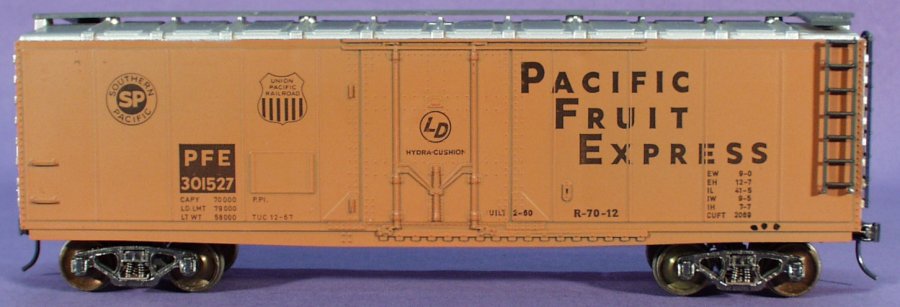 SOUTHERN
SP
PACIFIC
UNION
PACIFIC
RAILROAD
PFE
301527
CAPY 70000
LD LMT 79000
LT WT 58000
P.P.I.
TUC 12-57
LD
HYDRA-CUSHION
UILT 2-60
PACIFIC
FRUIT
EXPRESS
R-70-12
EW 9-0
EH 12-7
IL 41-5
IW 9-5
IH 7-7
CUFT 2069